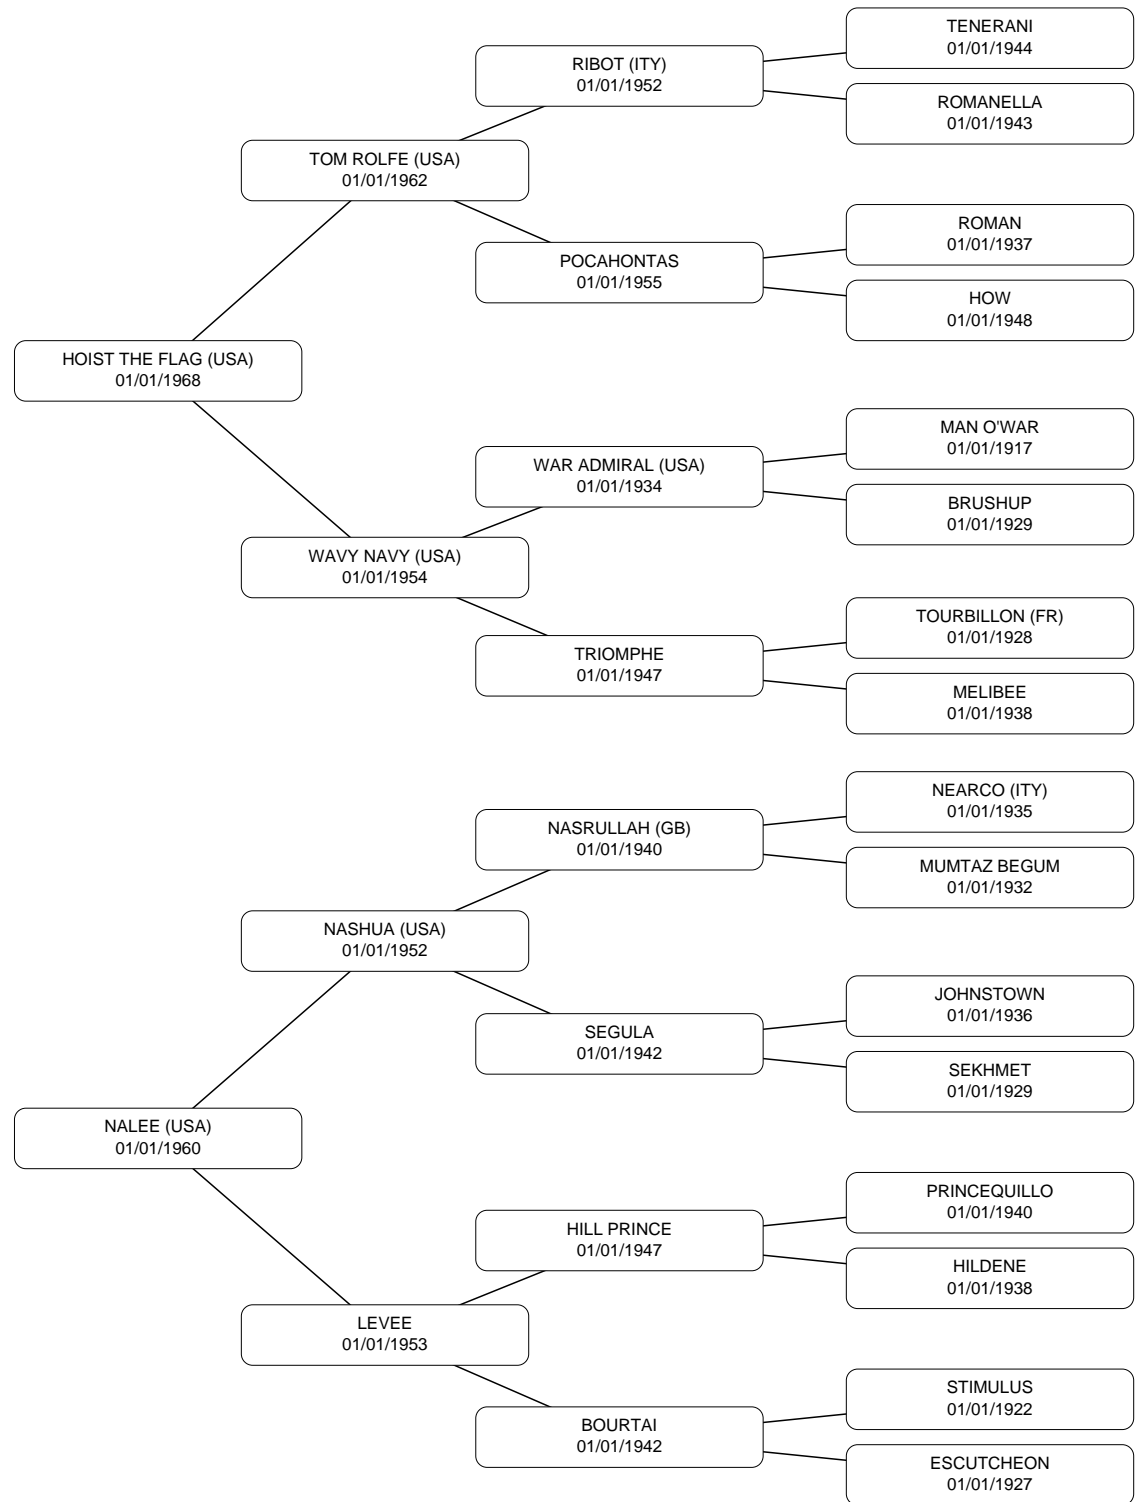 TENERANI
01/01/1944
RIBOT (ITY)
01/01/1952
ROMANELLA
01/01/1943
TOM ROLFE (USA)
01/01/1962
ROMAN
01/01/1937
POCAHONTAS
01/01/1955
HOW
01/01/1948
HOIST THE FLAG (USA)
01/01/1968
MAN O'WAR
01/01/1917
WAR ADMIRAL (USA)
01/01/1934
BRUSHUP
01/01/1929
WAVY NAVY (USA)
01/01/1954
TOURBILLON (FR)
01/01/1928
TRIOMPHE
01/01/1947
MELIBEE
01/01/1938
NEARCO (ITY)
01/01/1935
NASRULLAH (GB)
01/01/1940
MUMTAZ BEGUM
01/01/1932
NASHUA (USA)
01/01/1952
JOHNSTOWN
01/01/1936
SEGULA
01/01/1942
SEKHMET
01/01/1929
NALEE (USA)
01/01/1960
PRINCEQUILLO
01/01/1940
HILL PRINCE
01/01/1947
HILDENE
01/01/1938
LEVEE
01/01/1953
STIMULUS
01/01/1922
BOURTAI
01/01/1942
ESCUTCHEON
01/01/1927